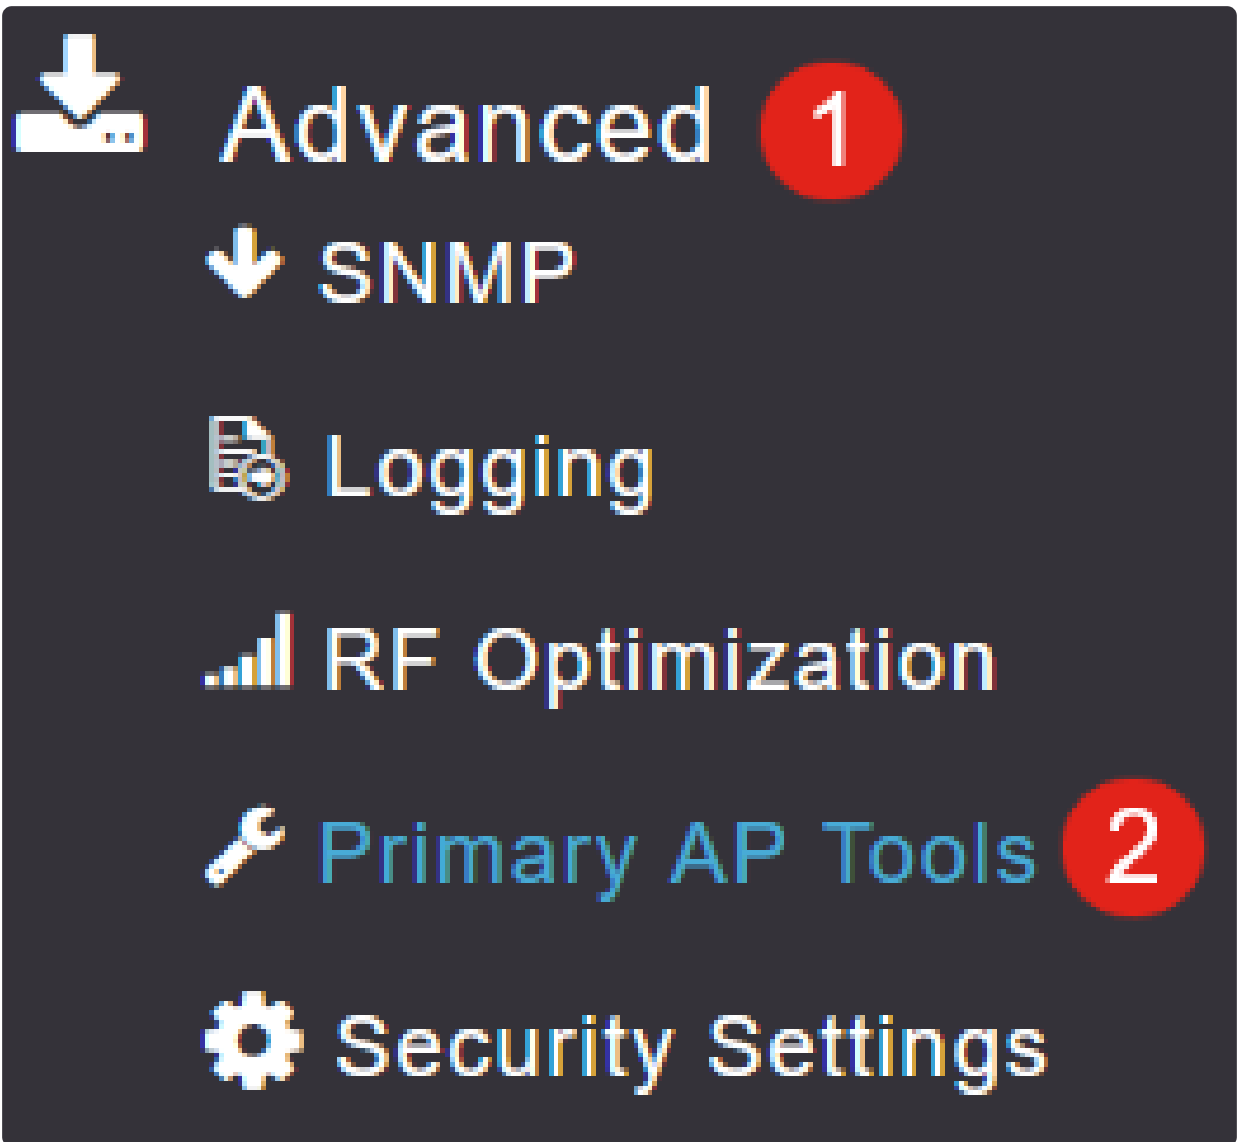 Advanced 1
SNMP
Logging
RF Optimization
Primary AP Tools 2
Security Settings